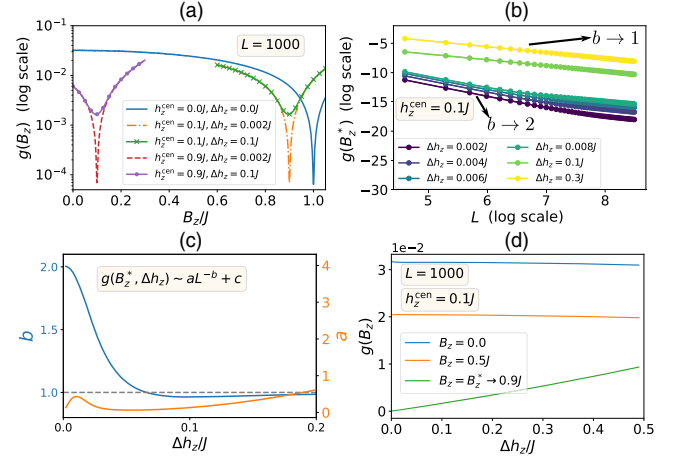 (a)
g(B_z) (log scale)
10^{-1}
10^{-2}
10^{-3}
10^{-4}
L = 1000
h_z^{cen} = 0.0J, Δh_z = 0.0J
h_z^{cen} = 0.1J, Δh_z = 0.002J
h_z^{cen} = 0.1J, Δh_z = 0.1J
h_z^{cen} = 0.9J, Δh_z = 0.002J
h_z^{cen} = 0.9J, Δh_z = 0.1J
0.0 0.2 0.4 0.6 0.8 1.0
B_z/J
(b)
g(B_z^*) (log scale)
−5
−10
−15
−20
−25
−30
b → 1
h_z^{cen} = 0.1J
b → 2
Δh_z = 0.002J Δh_z = 0.008J
Δh_z = 0.004J Δh_z = 0.1J
Δh_z = 0.006J Δh_z = 0.3J
5 6 7 8
L (log scale)
(c)
b
2.0
1.5
1.0
g(B_z^*, Δh_z) ~ aL^{−b} + c
4
3
2
1
0
a
0.0 0.1 0.2
Δh_z/J
(d)
1e−2
g(B_z)
3
2
1
0
L = 1000
h_z^{cen} = 0.1J
B_z = 0.0
B_z = 0.5J
B_z = B_z^* → 0.9J
0.0 0.1 0.2 0.3 0.4 0.5
Δh_z/J